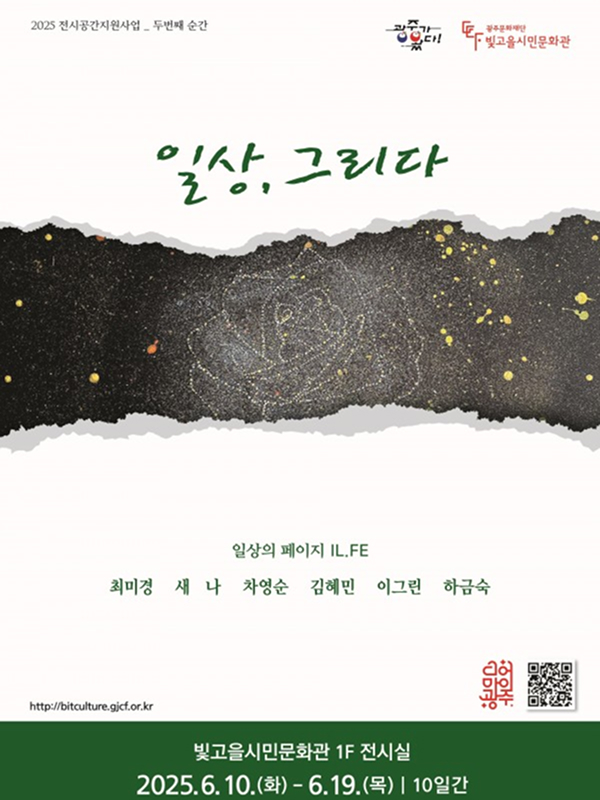 2025 전시공간지원사업 _ 두번째 순간
광주가 왔다!
광주문화재단
빛고을시민문화관
일상, 그리다
일상의 페이지 IL.FE
최미경 새 나 차영순 김혜민 이그린 하금숙
http://bitculture.gjcf.or.kr
빛고을시민문화관 1F 전시실
2025.6.10.(화) – 6.19.(목) | 10일간